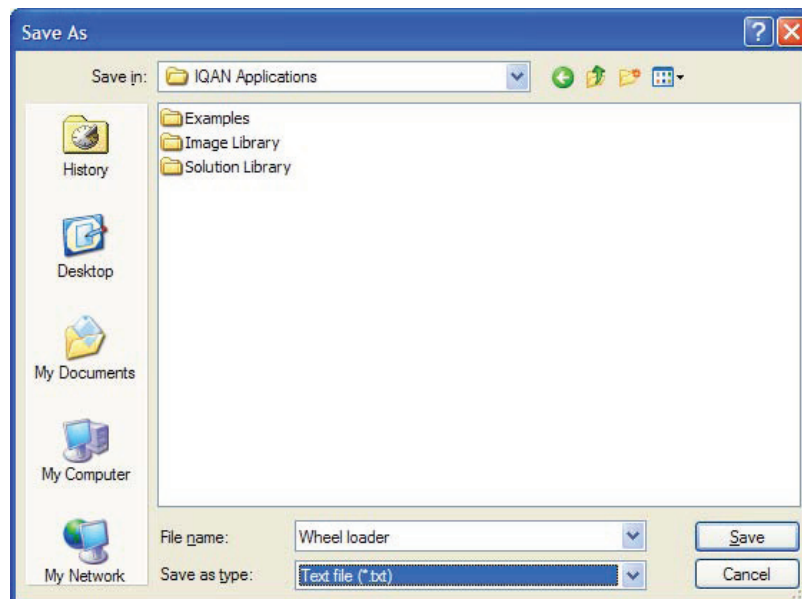 Save As
Save in: IQAN Applications
Examples
Image Library
Solution Library
History
Desktop
My Documents
My Computer
My Network
File name: Wheel loader Save
Save as type: Text file (*.txt) Cancel